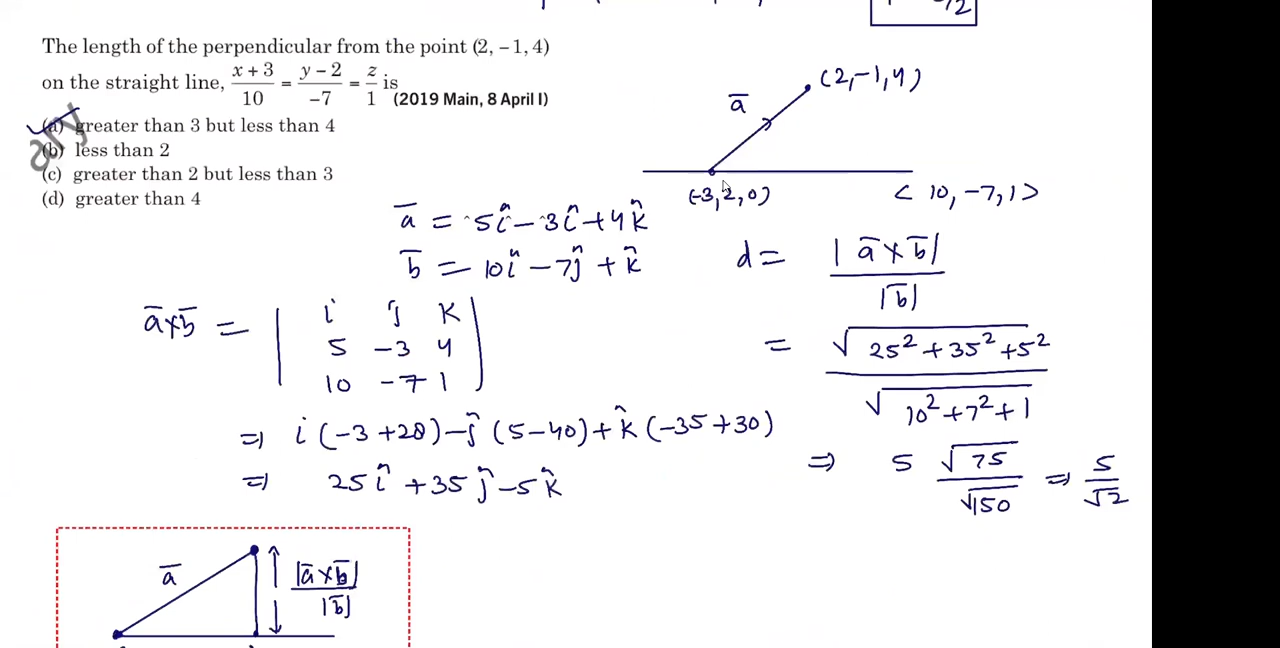 The length of the perpendicular from the point (2, −1, 4)
on the straight line, (x + 3)/10 = (y − 2)/−7 = z/1 is
(2019 Main, 8 April I)
(a) greater than 3 but less than 4
(b) less than 2
(c) greater than 2 but less than 3
(d) greater than 4
ary
(2,−1,4)
a̅
(−3,2,0)
< 10, −7, 1 >
a̅ = 5î − 3î + 4k̂
b̅ = 10î − 7ĵ + k̂
a̅×b̅ = | i j k
5 −3 4
10 −7 1 |
⇒ i (−3 + 28) − ĵ (5−40) + k̂ (−35+30)
⇒ 25î + 35ĵ − 5k̂
d = |a̅×b̅| / |b̅|
= √(25² + 35² + 5²) / √(10² + 7² + 1)
⇒ 5 √75 / √150 ⇒ 5/√2
a̅
|a̅×b̅| / |b̅|